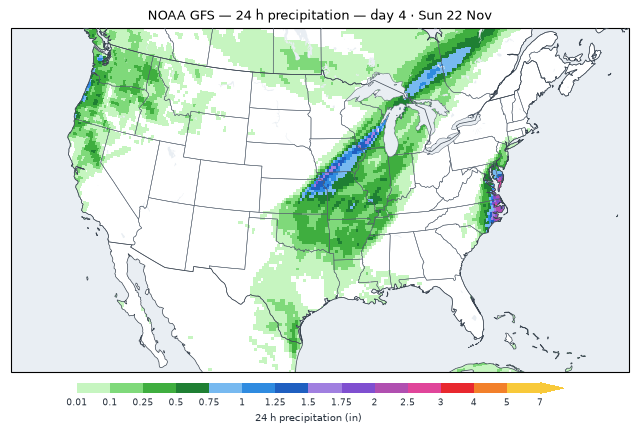 NOAA GFS — 24 h precipitation — day 4 · Sun 22 Nov
0.01 0.1 0.25 0.5 0.75 1 1.25 1.5 1.75 2 2.5 3 4 5 7
24 h precipitation (in)